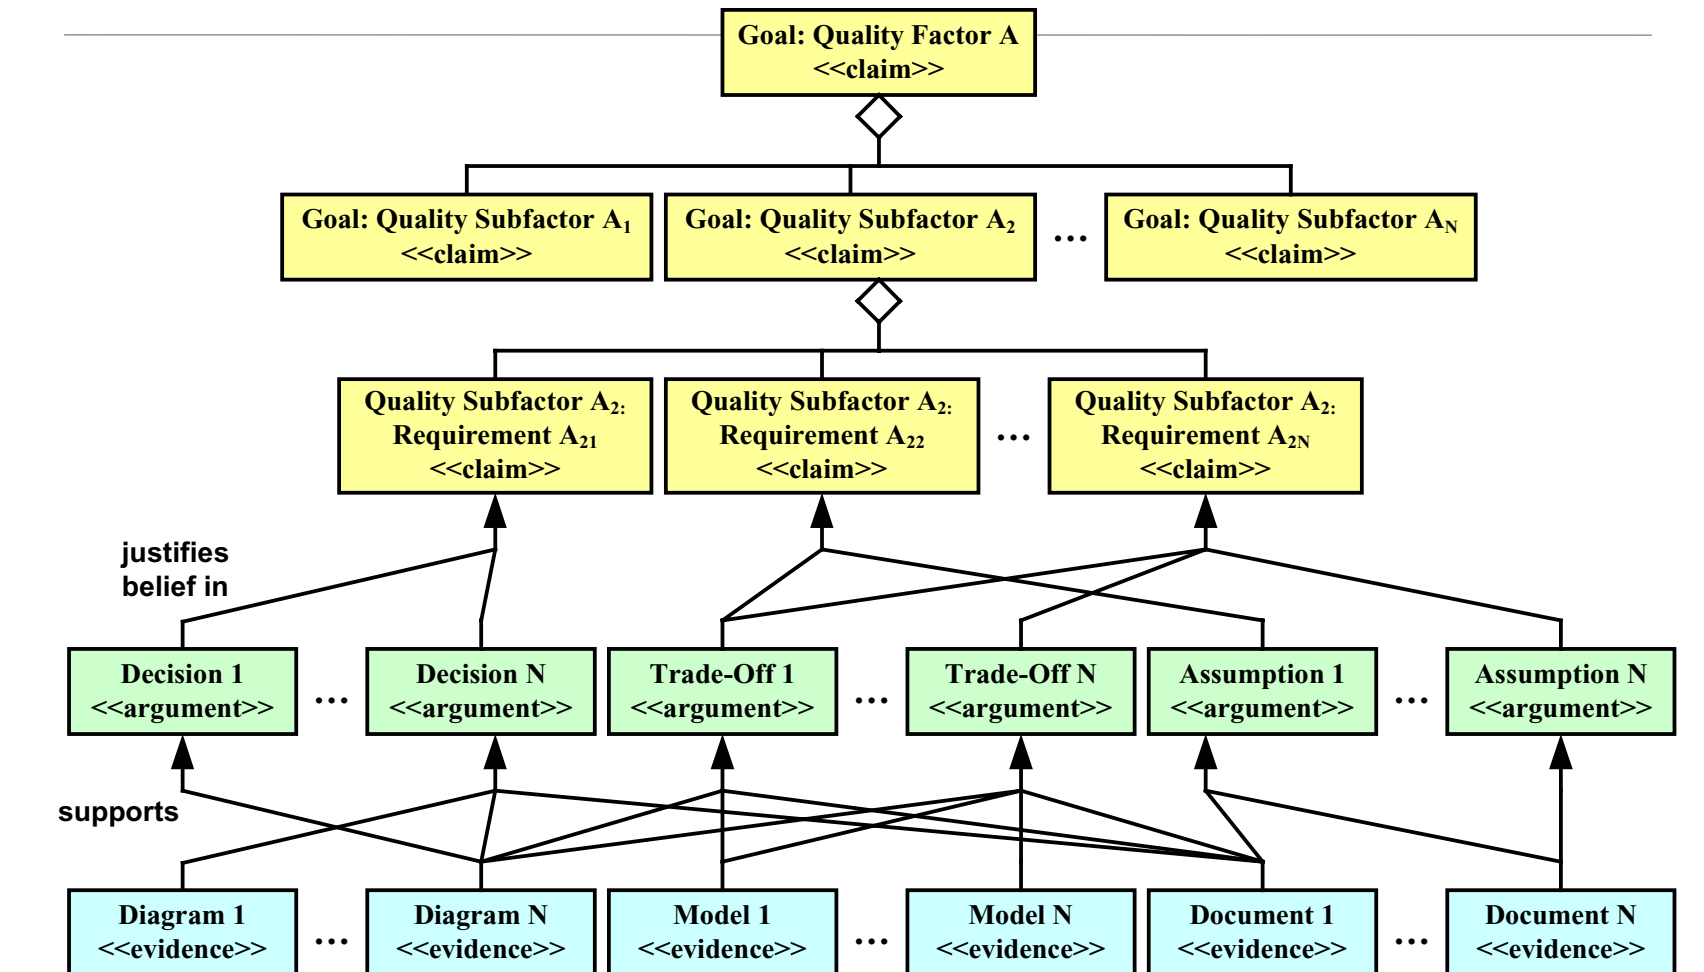 Goal: Quality Factor A
<<claim>>
Goal: Quality Subfactor A1
<<claim>>
Goal: Quality Subfactor A2
<<claim>>
...
Goal: Quality Subfactor AN
<<claim>>
Quality Subfactor A2:
Requirement A21
<<claim>>
Quality Subfactor A2:
Requirement A22
<<claim>>
...
Quality Subfactor A2:
Requirement A2N
<<claim>>
justifies
belief in
Decision 1
<<argument>>
...
Decision N
<<argument>>
Trade-Off 1
<<argument>>
...
Trade-Off N
<<argument>>
Assumption 1
<<argument>>
...
Assumption N
<<argument>>
supports
Diagram 1
<<evidence>>
...
Diagram N
<<evidence>>
Model 1
<<evidence>>
...
Model N
<<evidence>>
Document 1
<<evidence>>
...
Document N
<<evidence>>